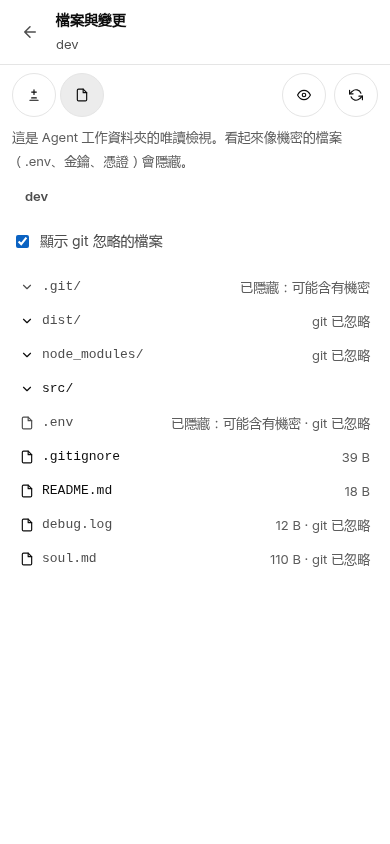 檔案與變更
dev
這是 Agent 工作資料夾的唯讀檢視。看起來像機密的檔案
（.env、金鑰、憑證）會隱藏。
dev
顯示 git 忽略的檔案
.git/ 已隱藏：可能含有機密
dist/ git 已忽略
node_modules/ git 已忽略
src/
.env 已隱藏：可能含有機密 · git 已忽略
.gitignore 39 B
README.md 18 B
debug.log 12 B · git 已忽略
soul.md 110 B · git 已忽略